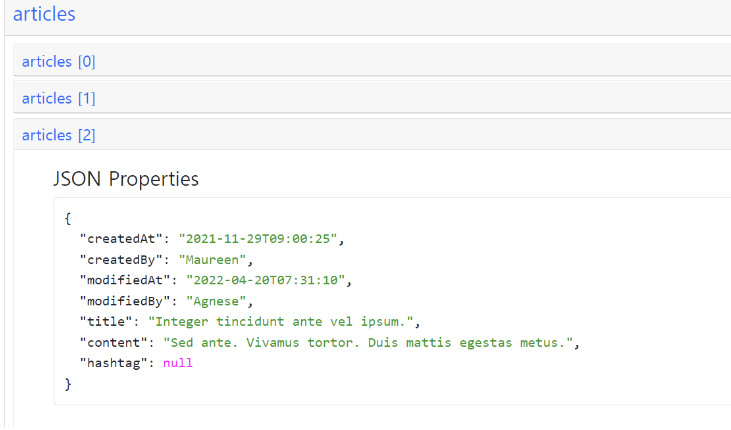 articles
articles [0]
articles [1]
articles [2]
JSON Properties
{
"createdAt": "2021-11-29T09:00:25",
"createdBy": "Maureen",
"modifiedAt": "2022-04-20T07:31:10",
"modifiedBy": "Agnese",
"title": "Integer tincidunt ante vel ipsum.",
"content": "Sed ante. Vivamus tortor. Duis mattis egestas metus.",
"hashtag": null
}